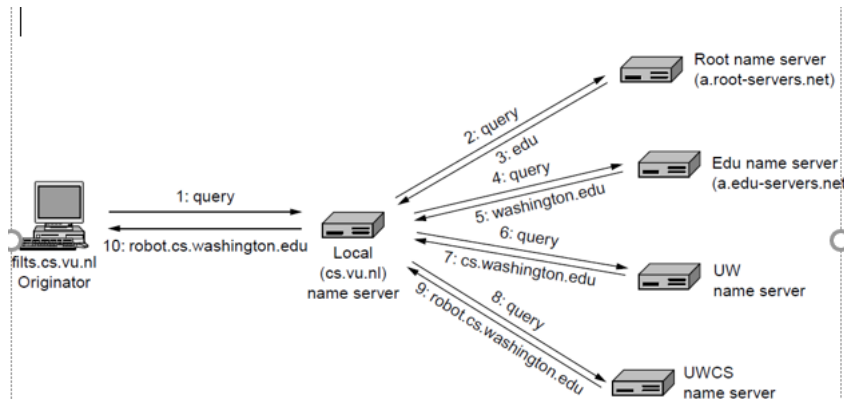 Root name server
(a.root-servers.net)
2: query
3: edu
4: query
Edu name server
(a.edu-servers.net
1: query
5: washington.edu
6: query
10: robot.cs.washington.edu
Local
(cs.vu.nl)
name server
7: cs.washington.edu
filts.cs.vu.nl
Originator
UW
name server
8: query
9: robot.cs.washington.edu
UWCS
name server